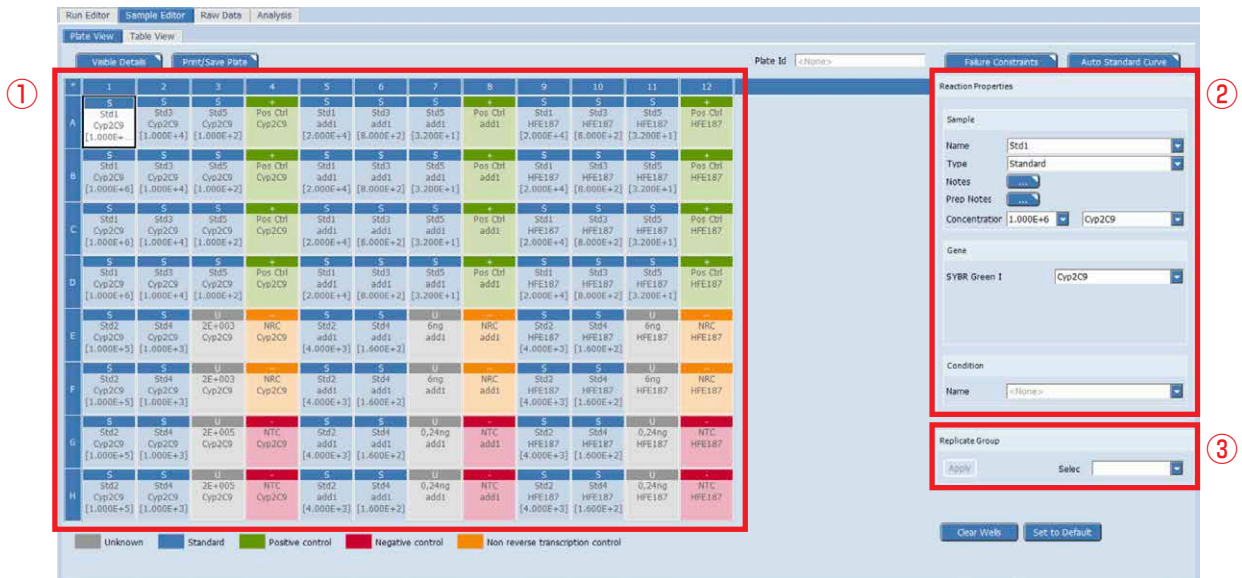 Run Editor Sample Editor Raw Data Analysis
Plate View Table View
Visible Details Print/Save Plate Plate Id <None> Failure Constraints Auto Standard Curve
① ② ③
1 2 3 4 5 6 7 8 9 10 11 12
S S S + S S S + S S S +
A Std1 Std3 Std5 Pos Ctrl Std1 Std3 Std5 Pos Ctrl Std1 Std3 Std5 Pos Ctrl
Cyp2C9 Cyp2C9 Cyp2C9 Cyp2C9 add1 add1 add1 add1 HFE187 HFE187 HFE187 HFE187
[1.000E+... [1.000E+4] [1.000E+2] [2.000E+4] [8.000E+2] [3.200E+1] [2.000E+4] [8.000E+2] [3.200E+1]
S S S + S S S + S S S +
B Std1 Std3 Std5 Pos Ctrl Std1 Std3 Std5 Pos Ctrl Std1 Std3 Std5 Pos Ctrl
Cyp2C9 Cyp2C9 Cyp2C9 Cyp2C9 add1 add1 add1 add1 HFE187 HFE187 HFE187 HFE187
[1.000E+6] [1.000E+4] [1.000E+2] [2.000E+4] [8.000E+2] [3.200E+1] [2.000E+4] [8.000E+2] [3.200E+1]
S S S + S S S + S S S +
C Std1 Std3 Std5 Pos Ctrl Std1 Std3 Std5 Pos Ctrl Std1 Std3 Std5 Pos Ctrl
Cyp2C9 Cyp2C9 Cyp2C9 Cyp2C9 add1 add1 add1 add1 HFE187 HFE187 HFE187 HFE187
[1.000E+6] [1.000E+4] [1.000E+2] [2.000E+4] [8.000E+2] [3.200E+1] [2.000E+4] [8.000E+2] [3.200E+1]
S S S + S S S + S S S +
D Std1 Std3 Std5 Pos Ctrl Std1 Std3 Std5 Pos Ctrl Std1 Std3 Std5 Pos Ctrl
Cyp2C9 Cyp2C9 Cyp2C9 Cyp2C9 add1 add1 add1 add1 HFE187 HFE187 HFE187 HFE187
[1.000E+6] [1.000E+4] [1.000E+2] [2.000E+4] [8.000E+2] [3.200E+1] [2.000E+4] [8.000E+2] [3.200E+1]
S S U - S S U - S S U -
E Std2 Std4 2E+003 NRC Std2 Std4 6ng NRC Std2 Std4 6ng NRC
Cyp2C9 Cyp2C9 Cyp2C9 Cyp2C9 add1 add1 add1 add1 HFE187 HFE187 HFE187 HFE187
[1.000E+5] [1.000E+3] [4.000E+3] [1.600E+2] [4.000E+3] [1.600E+2]
S S U - S S U - S S U -
F Std2 Std4 2E+003 NRC Std2 Std4 6ng NRC Std2 Std4 6ng NRC
Cyp2C9 Cyp2C9 Cyp2C9 Cyp2C9 add1 add1 add1 add1 HFE187 HFE187 HFE187 HFE187
[1.000E+5] [1.000E+3] [4.000E+3] [1.600E+2] [4.000E+3] [1.600E+2]
S S U - S S U - S S U -
G Std2 Std4 2E+005 NTC Std2 Std4 0,24ng NTC Std2 Std4 0,24ng NTC
Cyp2C9 Cyp2C9 Cyp2C9 Cyp2C9 add1 add1 add1 add1 HFE187 HFE187 HFE187 HFE187
[1.000E+5] [1.000E+3] [4.000E+3] [1.600E+2] [4.000E+3] [1.600E+2]
S S U - S S U - S S U -
H Std2 Std4 2E+005 NTC Std2 Std4 0,24ng NTC Std2 Std4 0,24ng NTC
Cyp2C9 Cyp2C9 Cyp2C9 Cyp2C9 add1 add1 add1 add1 HFE187 HFE187 HFE187 HFE187
[1.000E+5] [1.000E+3] [4.000E+3] [1.600E+2] [4.000E+3] [1.600E+2]
Unknown Standard Positive control Negative control Non reverse transcription control
Reaction Properties
Sample
Name Std1
Type Standard
Notes ...
Prep Notes ...
Concentration 1.000E+6 Cyp2C9
Gene
SYBR Green I Cyp2C9
Condition
Name <None>
Replicate Group
Apply Selec
Clear Wells Set to Default